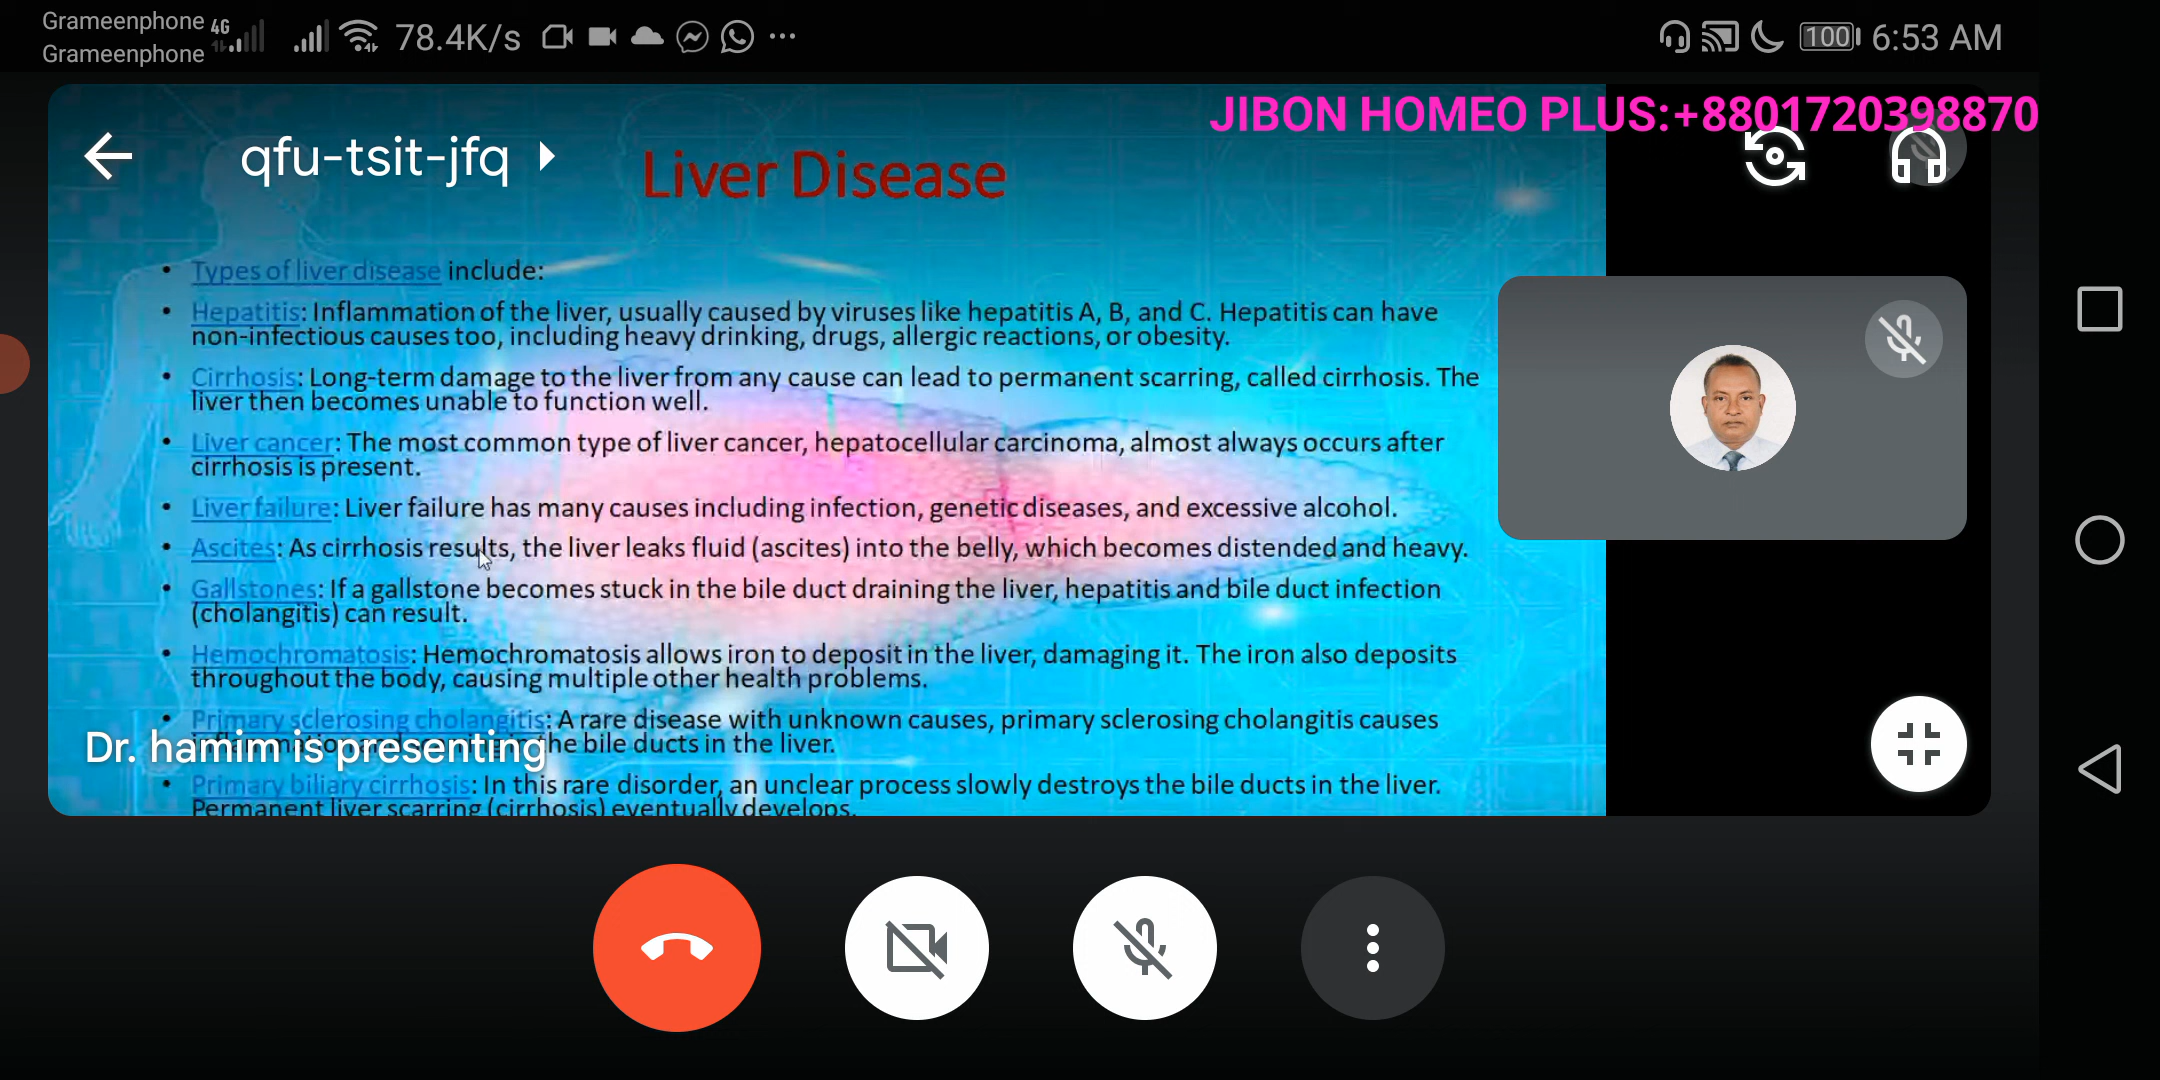 Grameenphone 4G
Grameenphone
78.4K/s
100
6:53 AM
JIBON HOMEO PLUS:+8801720398870
qfu-tsit-jfq
Liver Disease
• Types of liver disease include:
• Hepatitis: Inflammation of the liver, usually caused by viruses like hepatitis A, B, and C. Hepatitis can have
non-infectious causes too, including heavy drinking, drugs, allergic reactions, or obesity.
• Cirrhosis: Long-term damage to the liver from any cause can lead to permanent scarring, called cirrhosis. The
liver then becomes unable to function well.
• Liver cancer: The most common type of liver cancer, hepatocellular carcinoma, almost always occurs after
cirrhosis is present.
• Liver failure: Liver failure has many causes including infection, genetic diseases, and excessive alcohol.
• Ascites: As cirrhosis results, the liver leaks fluid (ascites) into the belly, which becomes distended and heavy.
• Gallstones: If a gallstone becomes stuck in the bile duct draining the liver, hepatitis and bile duct infection
(cholangitis) can result.
• Hemochromatosis: Hemochromatosis allows iron to deposit in the liver, damaging it. The iron also deposits
throughout the body, causing multiple other health problems.
• Primary sclerosing cholangitis: A rare disease with unknown causes, primary sclerosing cholangitis causes
the bile ducts in the liver.
Dr. hamim is presenting
• Primary biliary cirrhosis: In this rare disorder, an unclear process slowly destroys the bile ducts in the liver.
Permanent liver scarring (cirrhosis) eventually develops.